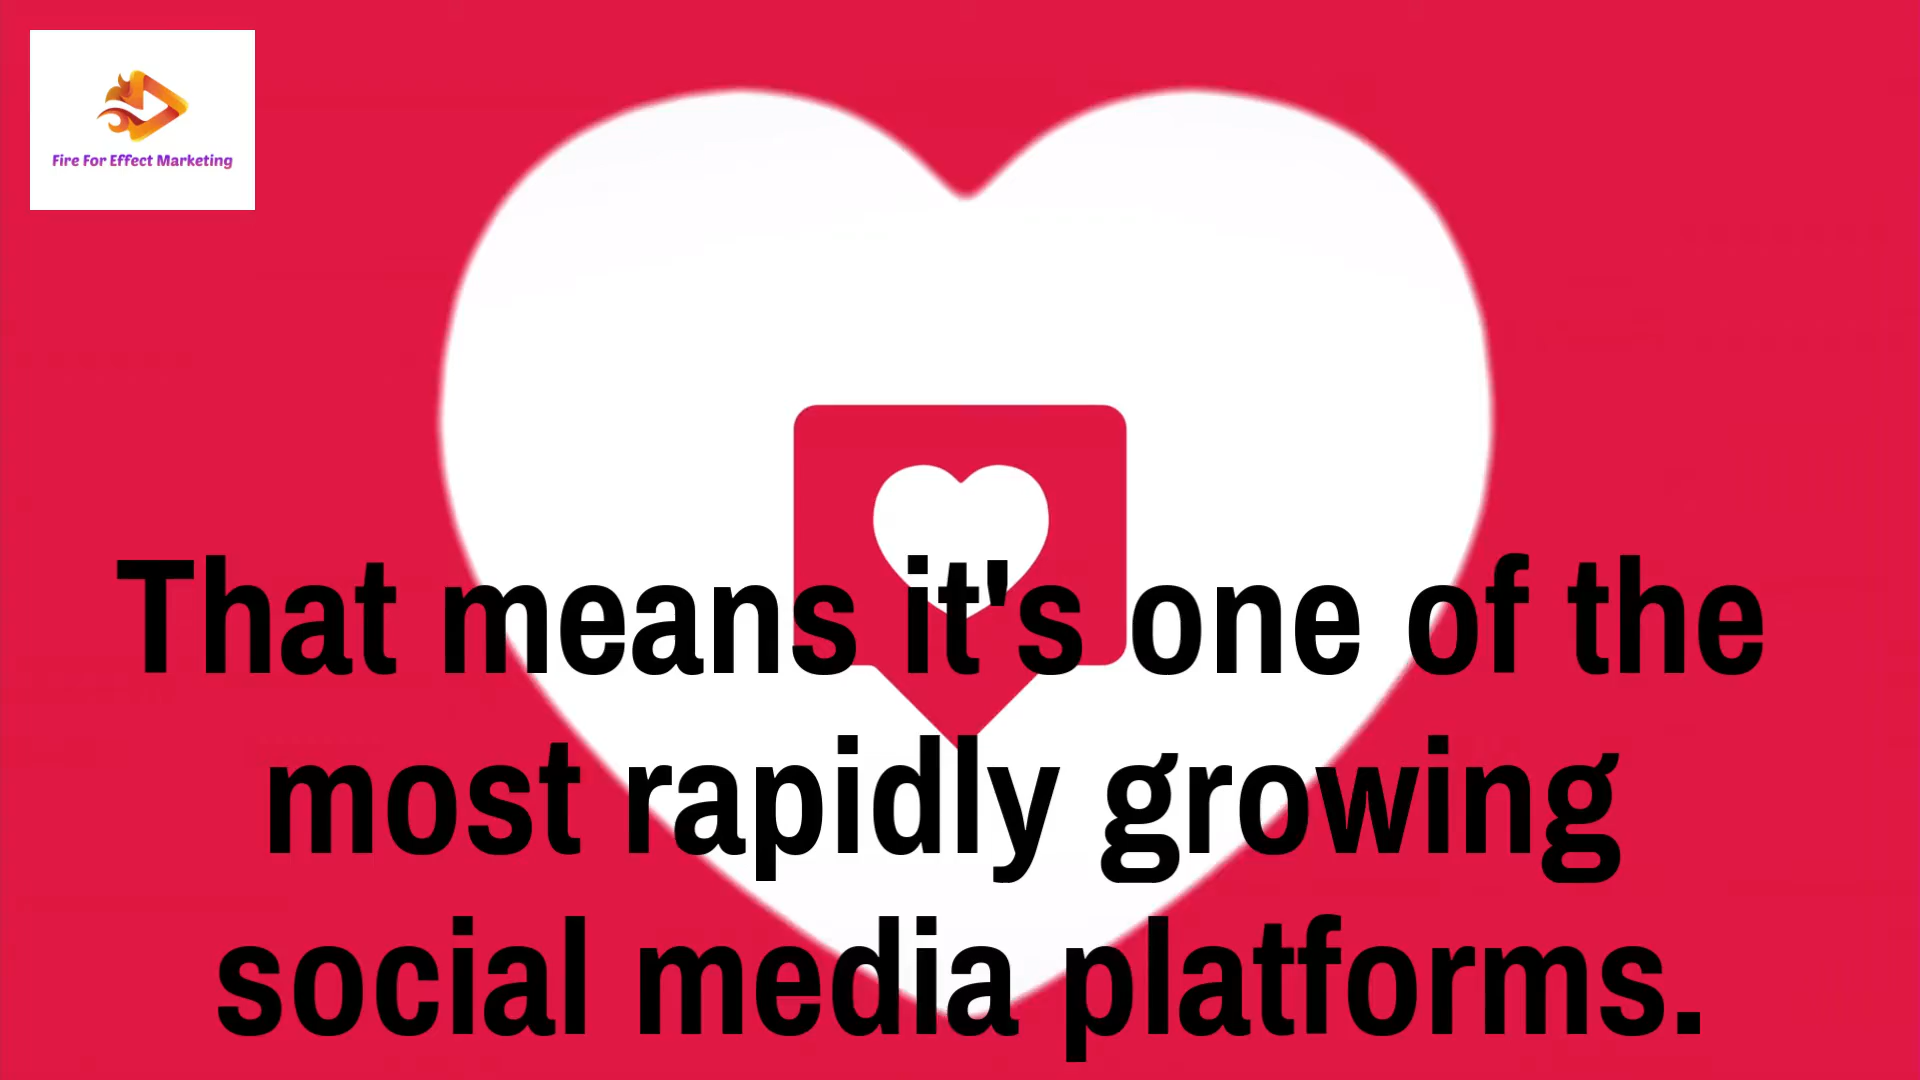 Fire For Effect Marketing
That means it's one of the
most rapidly growing
social media platforms.